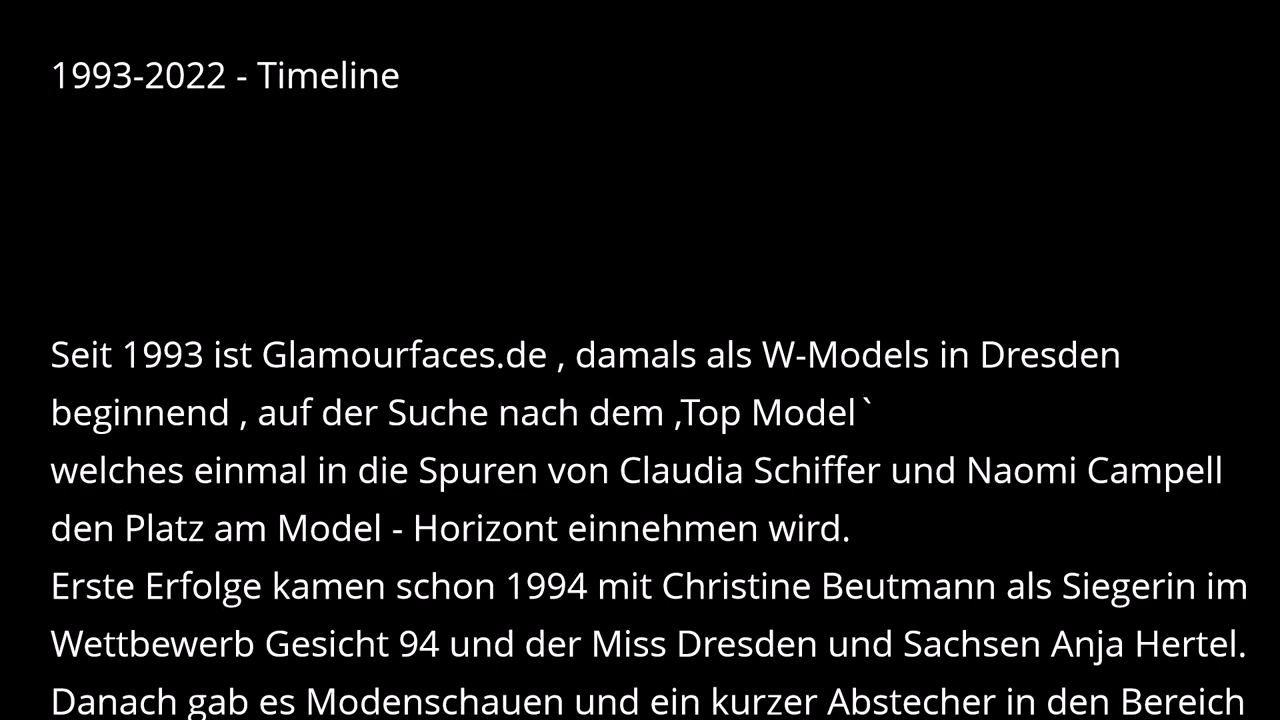 1993-2022 - Timeline
Seit 1993 ist Glamourfaces.de , damals als W-Models in Dresden
beginnend , auf der Suche nach dem ‚Top Model`
welches einmal in die Spuren von Claudia Schiffer und Naomi Campell
den Platz am Model - Horizont einnehmen wird.
Erste Erfolge kamen schon 1994 mit Christine Beutmann als Siegerin im
Wettbewerb Gesicht 94 und der Miss Dresden und Sachsen Anja Hertel.
Danach gab es Modenschauen und ein kurzer Abstecher in den Bereich